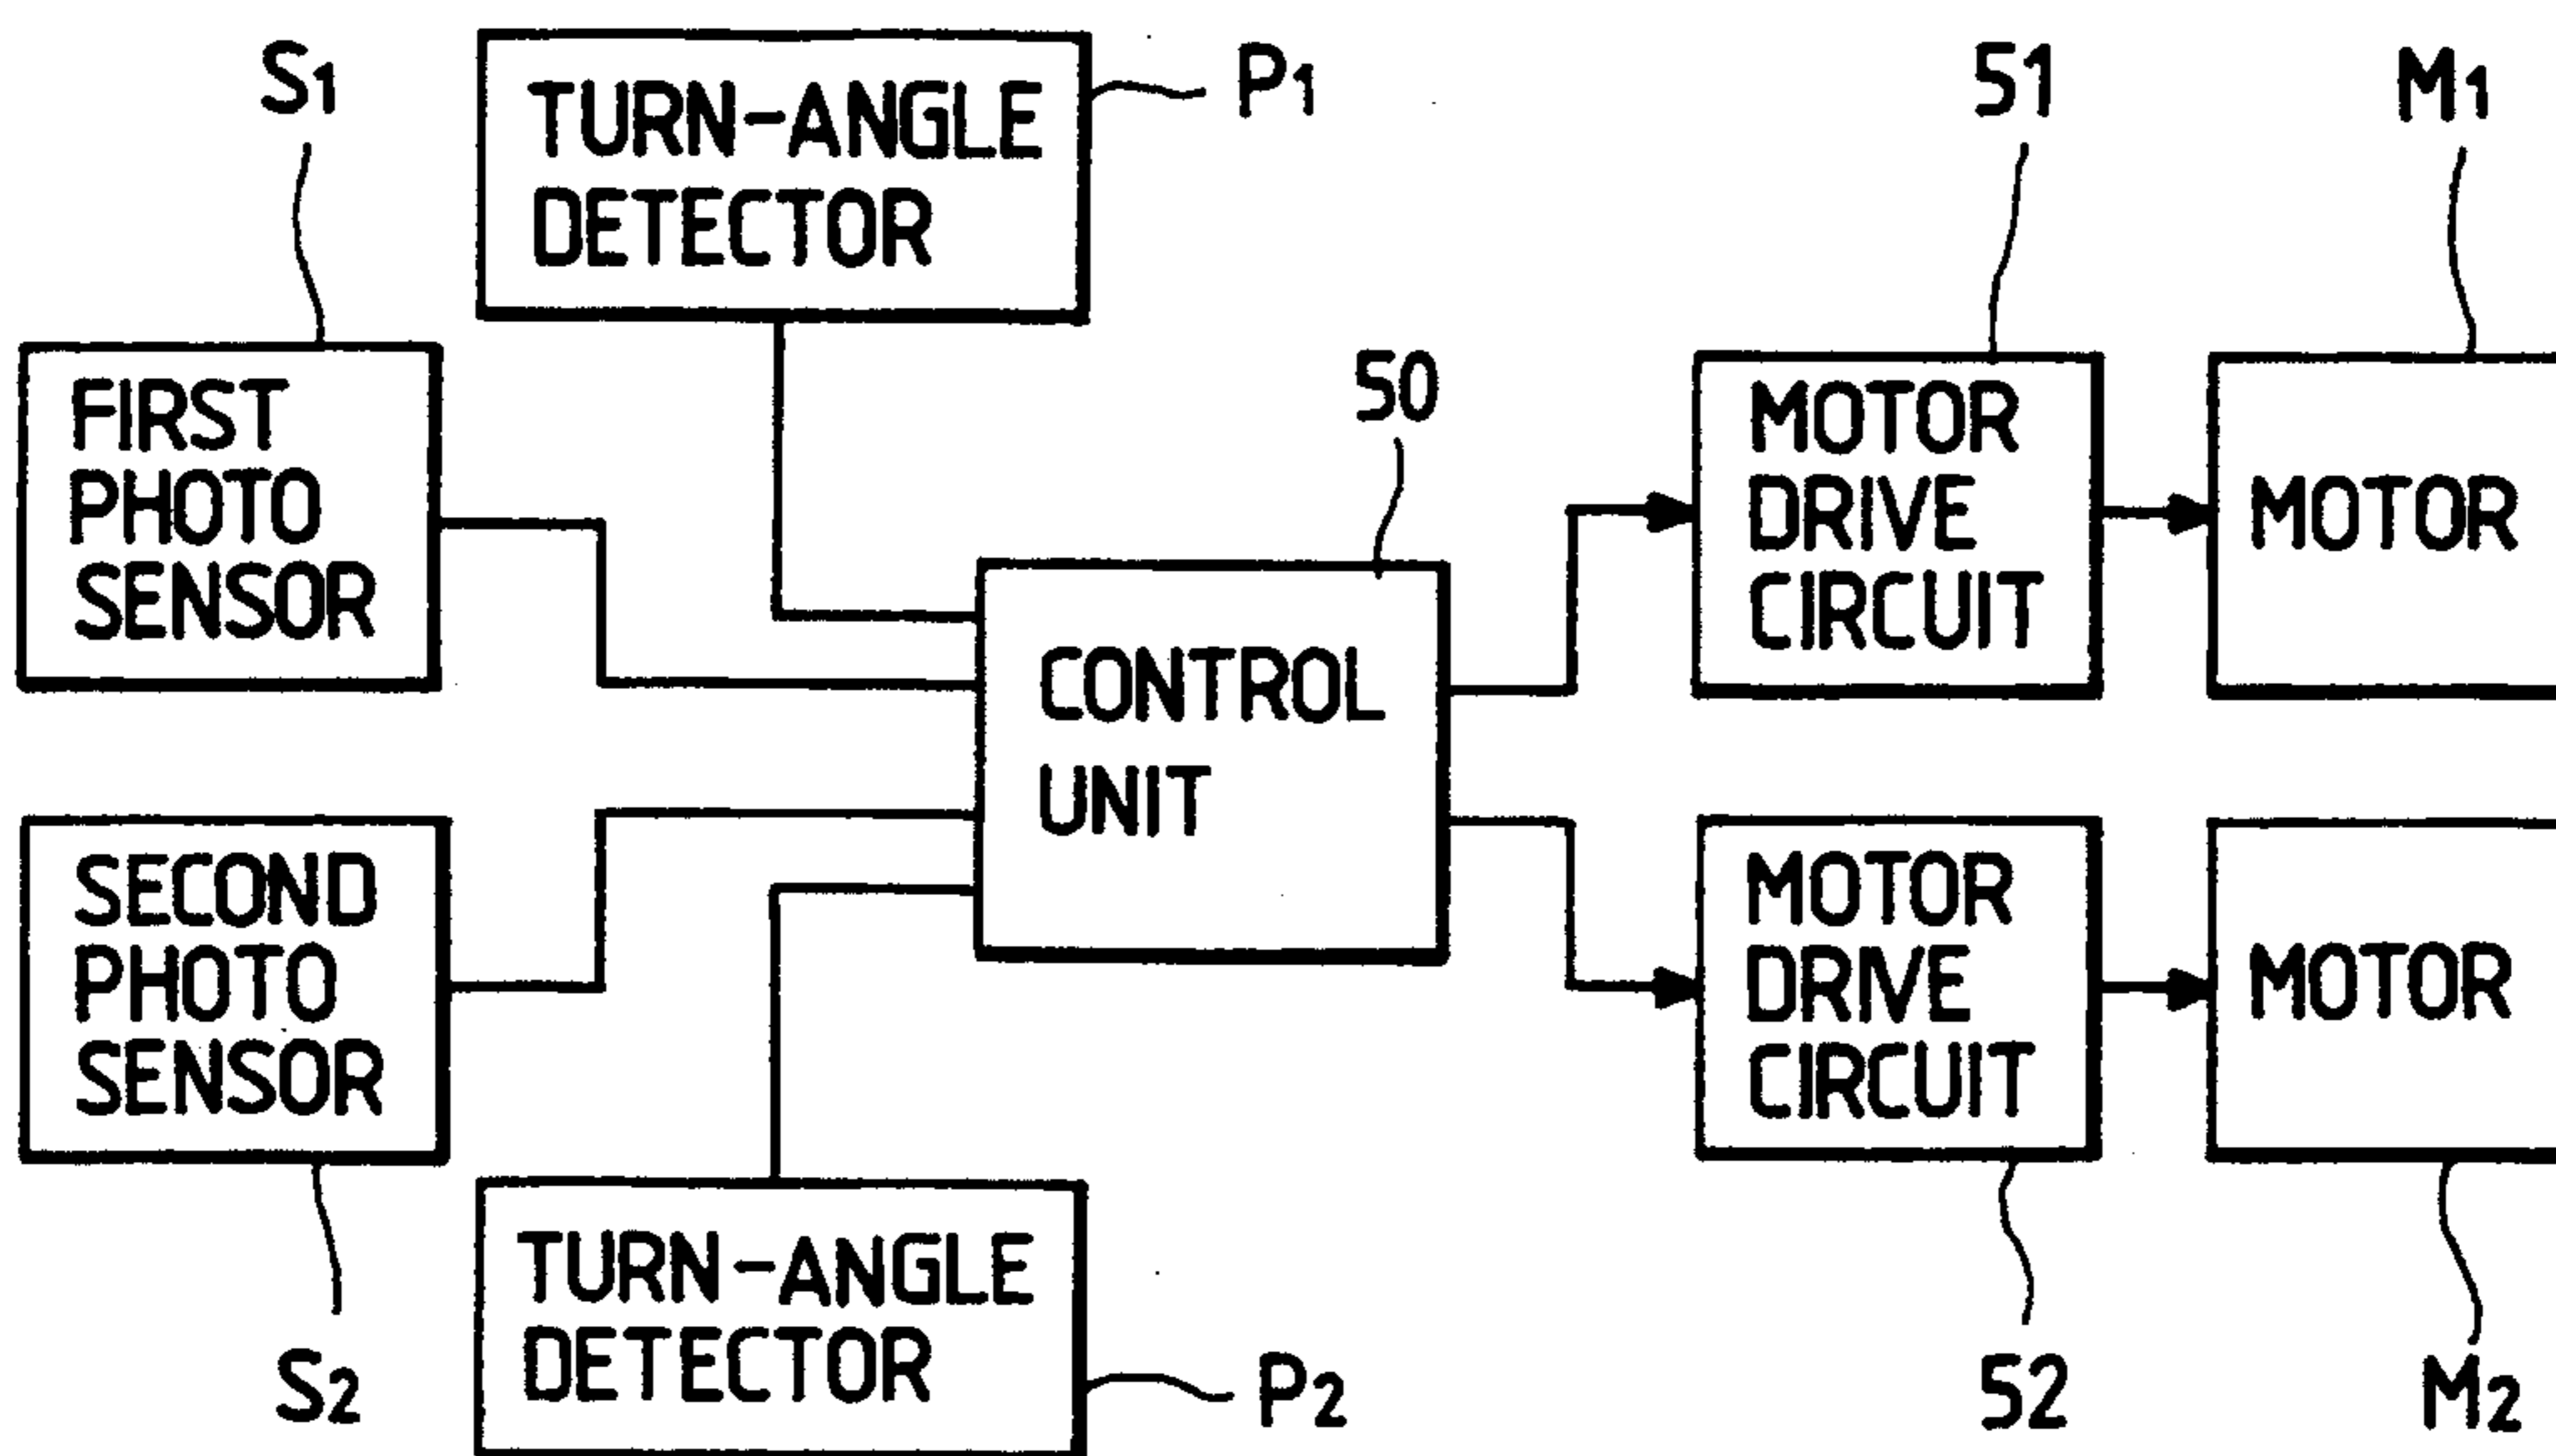 S1
TURN-ANGLE
DETECTOR
P1
51
M1
FIRST
PHOTO
SENSOR
50
MOTOR
DRIVE
CIRCUIT
MOTOR
CONTROL
UNIT
SECOND
PHOTO
SENSOR
MOTOR
DRIVE
CIRCUIT
MOTOR
TURN-ANGLE
DETECTOR
S2
P2
52
M2